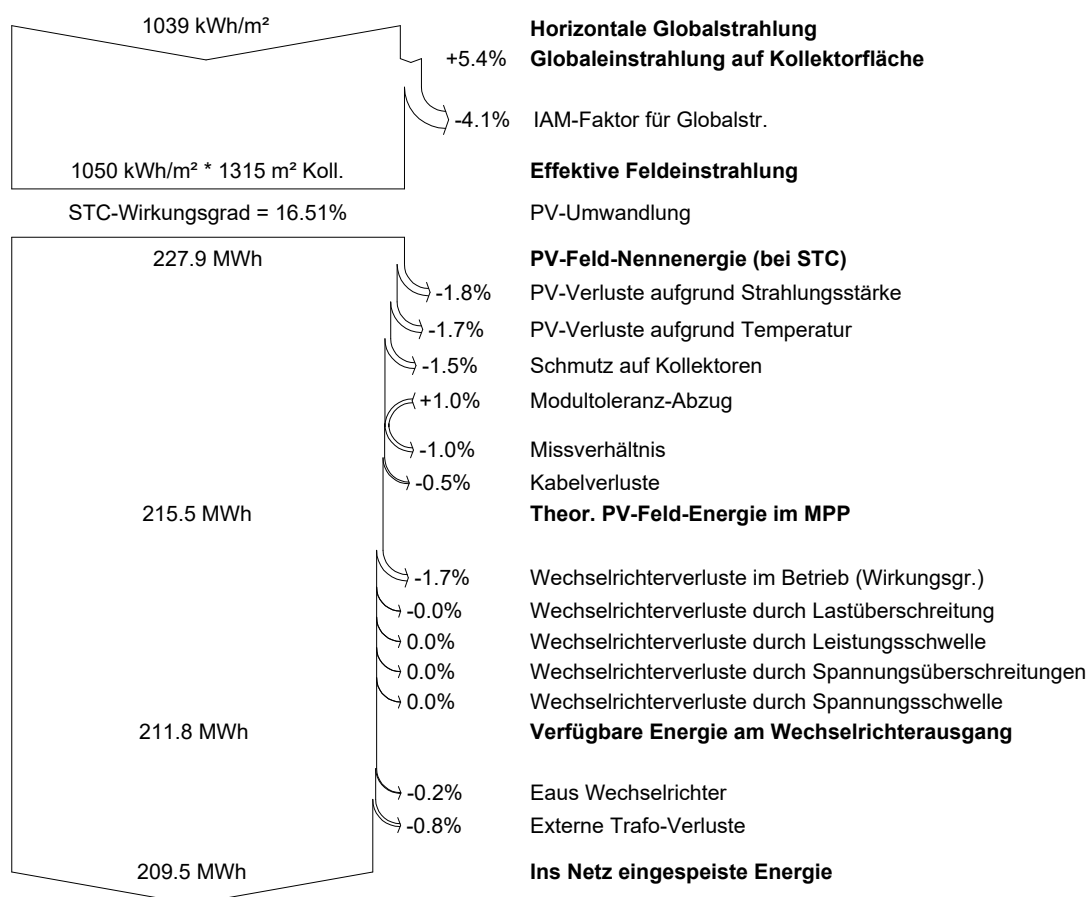 1039 kWh/m² Horizontale Globalstrahlung
+5.4% Globaleinstrahlung auf Kollektorfläche
-4.1% IAM-Faktor für Globalstr.
1050 kWh/m² * 1315 m² Koll. Effektive Feldeinstrahlung
STC-Wirkungsgrad = 16.51% PV-Umwandlung
227.9 MWh PV-Feld-Nennenergie (bei STC)
-1.8% PV-Verluste aufgrund Strahlungsstärke
-1.7% PV-Verluste aufgrund Temperatur
-1.5% Schmutz auf Kollektoren
+1.0% Modultoleranz-Abzug
-1.0% Missverhältnis
-0.5% Kabelverluste
215.5 MWh Theor. PV-Feld-Energie im MPP
-1.7% Wechselrichterverluste im Betrieb (Wirkungsgr.)
-0.0% Wechselrichterverluste durch Lastüberschreitung
0.0% Wechselrichterverluste durch Leistungsschwelle
0.0% Wechselrichterverluste durch Spannungsüberschreitungen
0.0% Wechselrichterverluste durch Spannungsschwelle
211.8 MWh Verfügbare Energie am Wechselrichterausgang
-0.2% Eaus Wechselrichter
-0.8% Externe Trafo-Verluste
209.5 MWh Ins Netz eingespeiste Energie